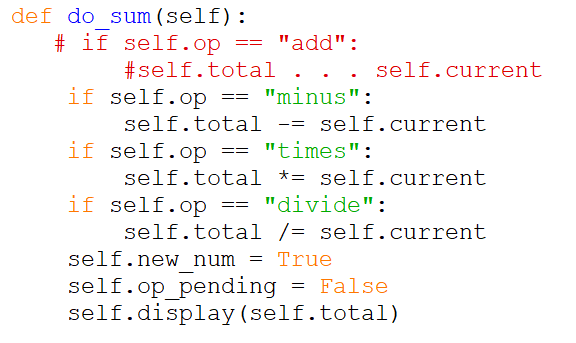 def do_sum(self):
# if self.op == "add":
#self.total . . . self.current
if self.op == "minus":
self.total -= self.current
if self.op == "times":
self.total *= self.current
if self.op == "divide":
self.total /= self.current
self.new_num = True
self.op_pending = False
self.display(self.total)